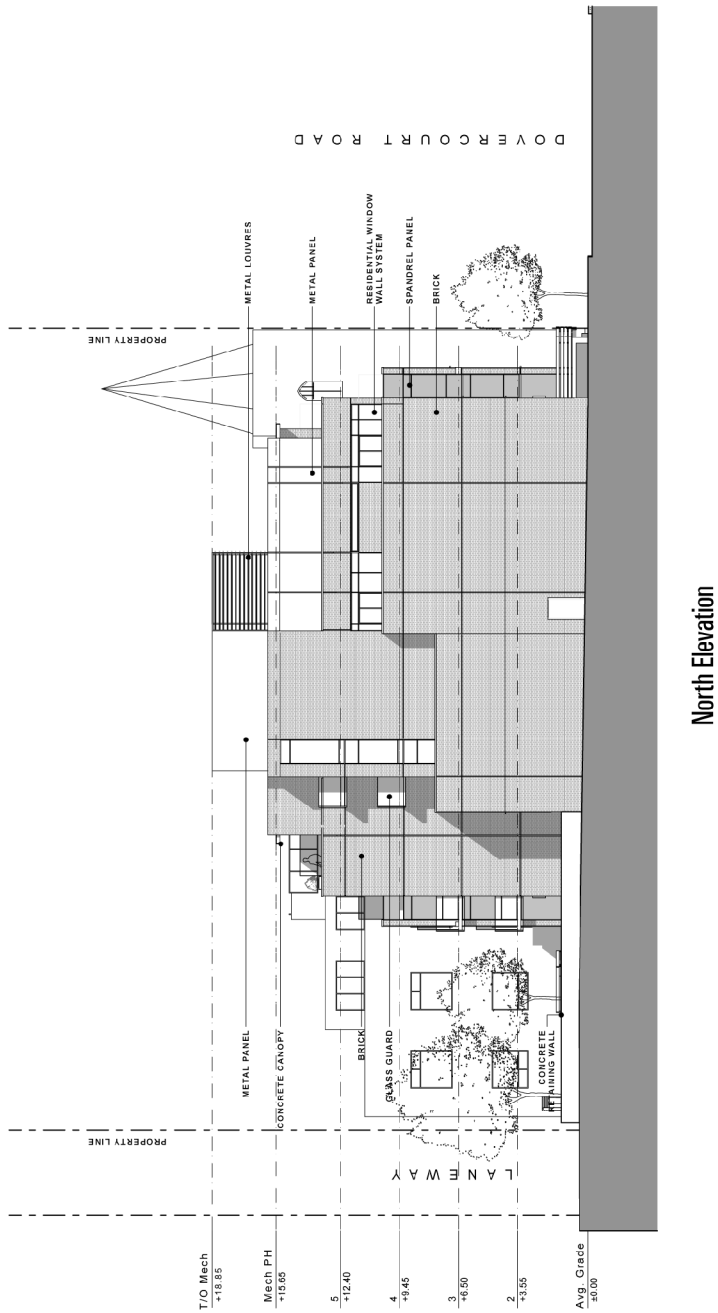 DOVERCOURT ROAD
METAL LOUVRES
METAL PANEL
RESIDENTIAL WINDOW
WALL SYSTEM
SPANDREL PANEL
BRICK
PROPERTY LINE
METAL PANEL
CONCRETE CANOPY
BRICK
GLASS GUARD
CONCRETE
RETAINING WALL
PROPERTY LINE
LANEWAY
T/O Mech
+18.85
Mech PH
+15.65
5
+12.40
4
+9.45
3
+6.50
2
+3.55
Avg. Grade
±0.00
North Elevation